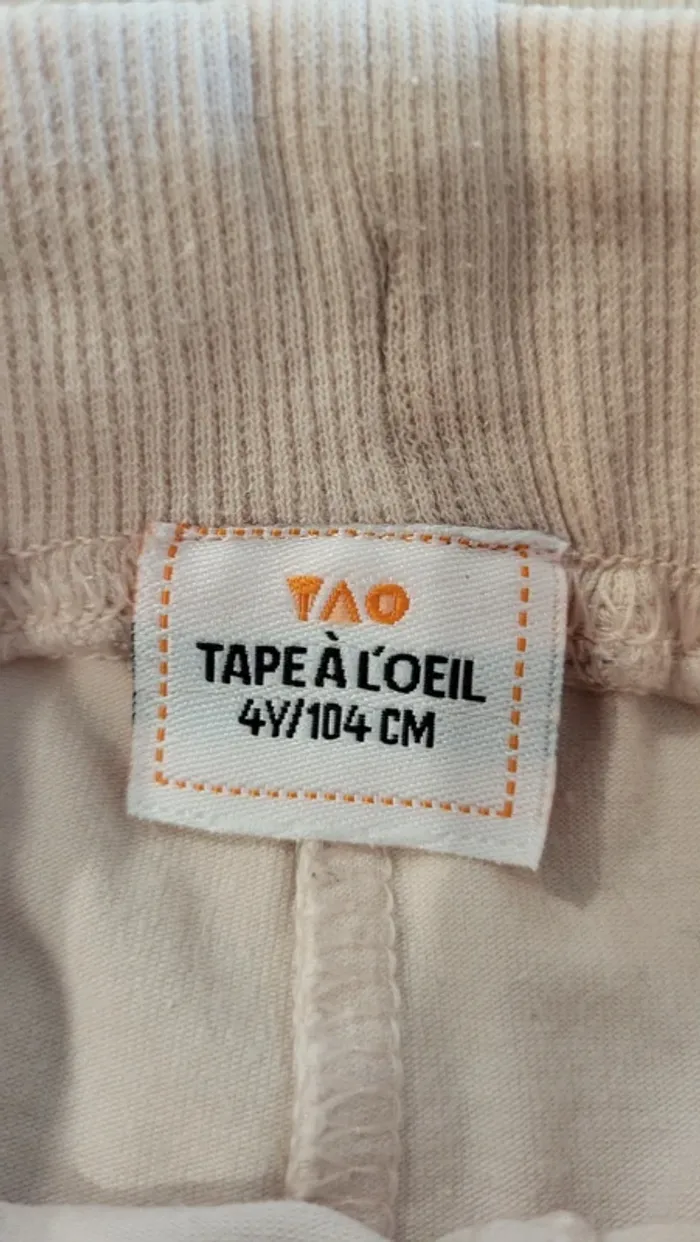 TAO
TAPE À L'OEIL
4Y/104 CM